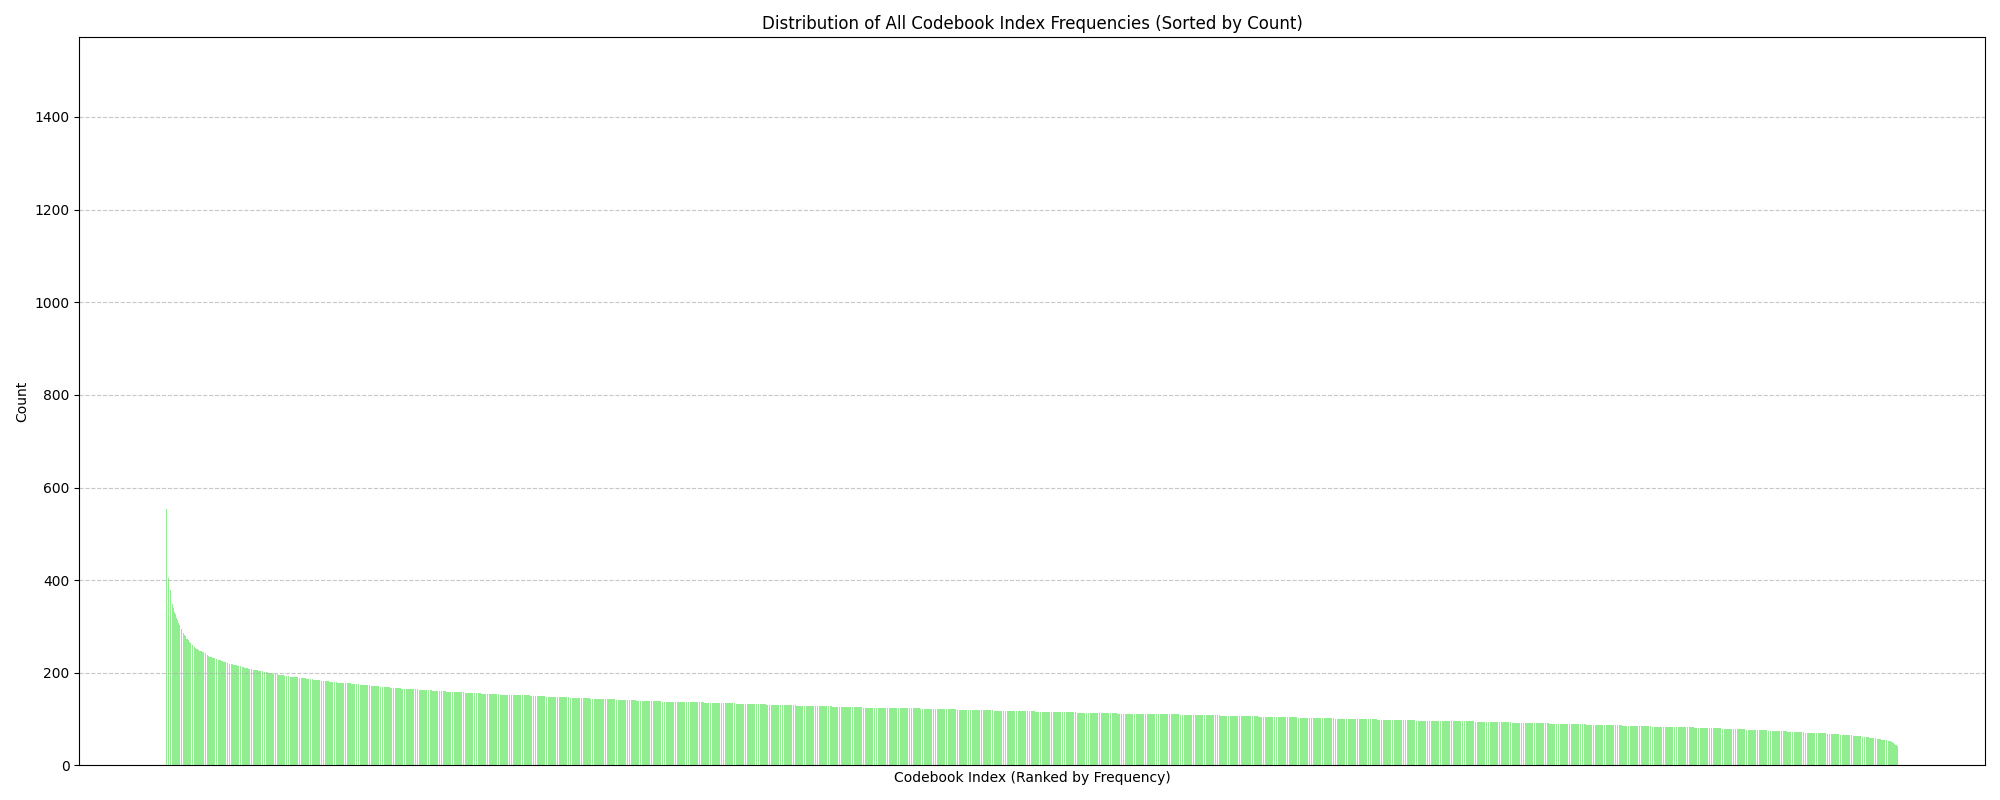 Distribution of All Codebook Index Frequencies (Sorted by Count)
1400
1200
1000
800
600
400
200
0
Count
Codebook Index (Ranked by Frequency)